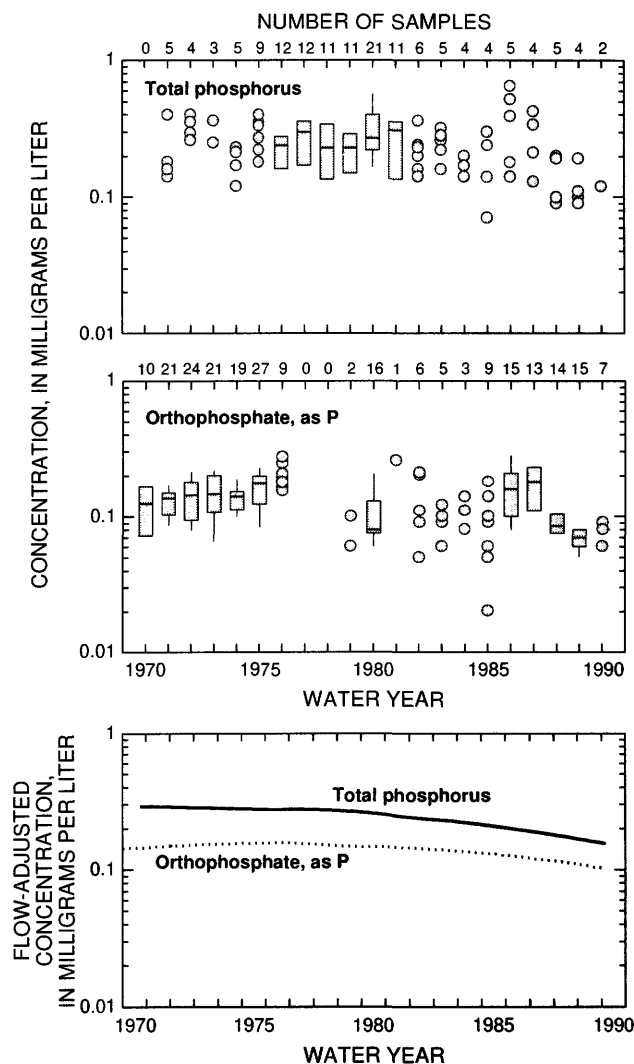 NUMBER OF SAMPLES
0 5 4 3 5 9 12 12 11 11 21 11 6 5 4 4 5 4 5 4 2
1
Total phosphorus
0.1
0.01
CONCENTRATION, IN MILLIGRAMS PER LITER
10 21 24 21 19 27 9 0 0 2 16 1 6 5 3 9 15 13 14 15 7
1
Orthophosphate, as P
0.1
0.01
1970 1975 1980 1985 1990
WATER YEAR
1
Total phosphorus
0.1
Orthophosphate, as P
0.01
FLOW-ADJUSTED
CONCENTRATION,
IN MILLIGRAMS PER LITER
1970 1975 1980 1985 1990
WATER YEAR